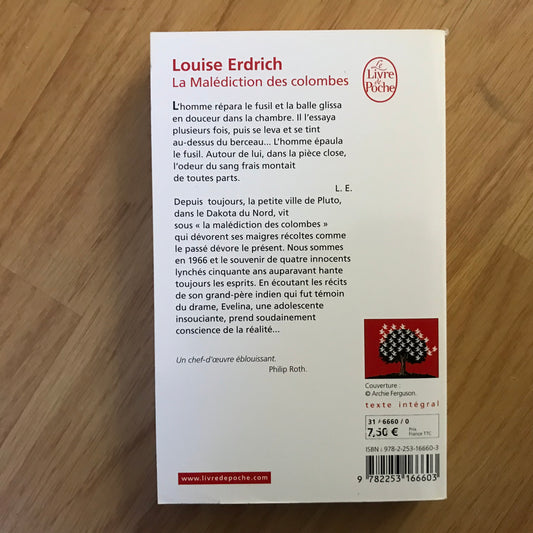 Louise Erdrich
La Malédiction des colombes
Le
Livre
de
Poche
L'homme répara le fusil et la balle glissa
en douceur dans la chambre. Il l'essaya
plusieurs fois, puis se leva et se tint
au-dessus du berceau... L'homme épaula
le fusil. Autour de lui, dans la pièce close,
l'odeur du sang frais montait
de toutes parts.
L. E.
Depuis toujours, la petite ville de Pluto,
dans le Dakota du Nord, vit
sous « la malédiction des colombes »
qui dévorent ses maigres récoltes comme
le passé dévore le présent. Nous sommes
en 1966 et le souvenir de quatre innocents
lynchés cinquante ans auparavant hante
toujours les esprits. En écoutant les récits
de son grand-père indien qui fut témoin
du drame, Evelina, une adolescente
insouciante, prend soudainement
conscience de la réalité...
Un chef-d'œuvre éblouissant.
Philip Roth.
Couverture :
© Archie Ferguson.
texte intégral
31 / 6660 / 0
7,50 € Prix
France TTC
ISBN : 978-2-253-16660-3
9 782253 166603
www.livredepoche.com